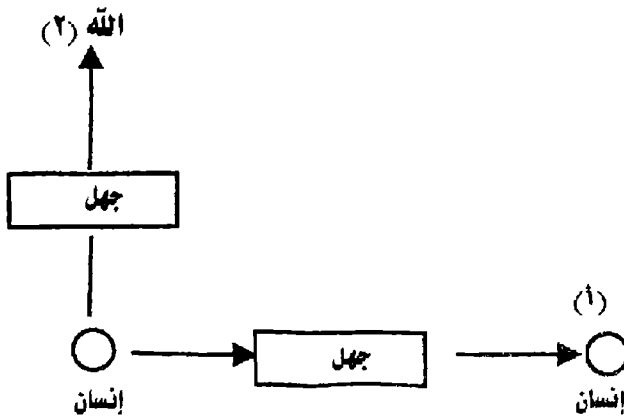 الله (٢)
جهل
(أ)
جهل
إنسان
إنسان